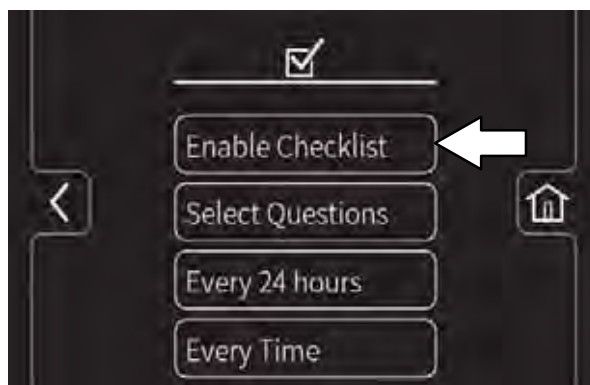 Enable Checklist
Select Questions
Every 24 hours
Every Time